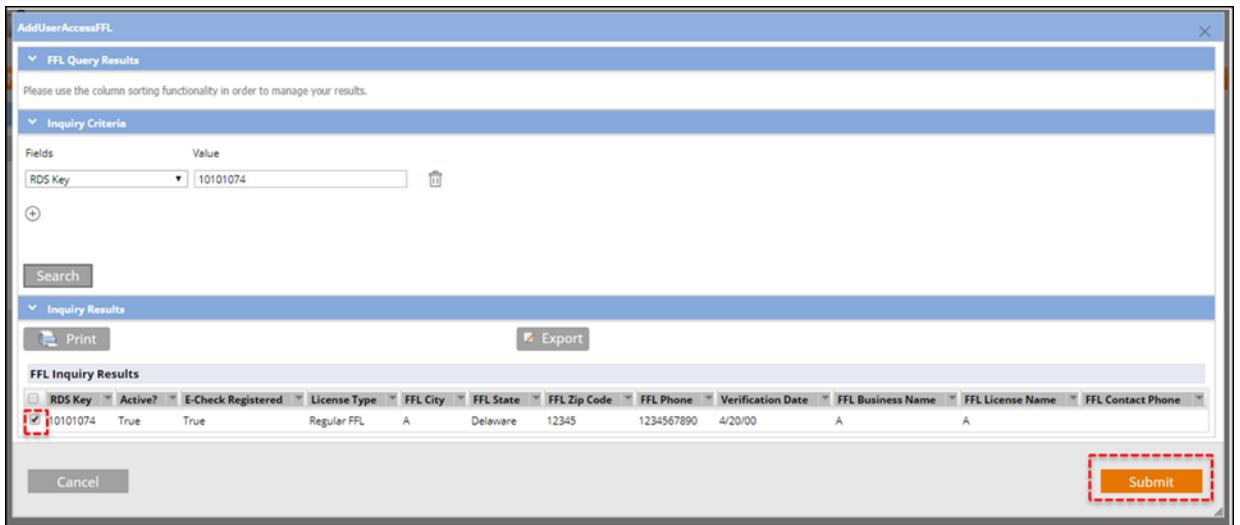 AddUserAccessFFL
FFL Query Results
Please use the column sorting functionality in order to manage your results.
Inquiry Criteria
Fields Value
RDS Key 10101074
Search
Inquiry Results
Print Export
FFL Inquiry Results
RDS Key Active? E-Check Registered License Type FFL City FFL State FFL Zip Code FFL Phone Verification Date FFL Business Name FFL License Name FFL Contact Phone
10101074 True True Regular FFL A Delaware 12345 1234567890 4/20/00 A A
Cancel Submit